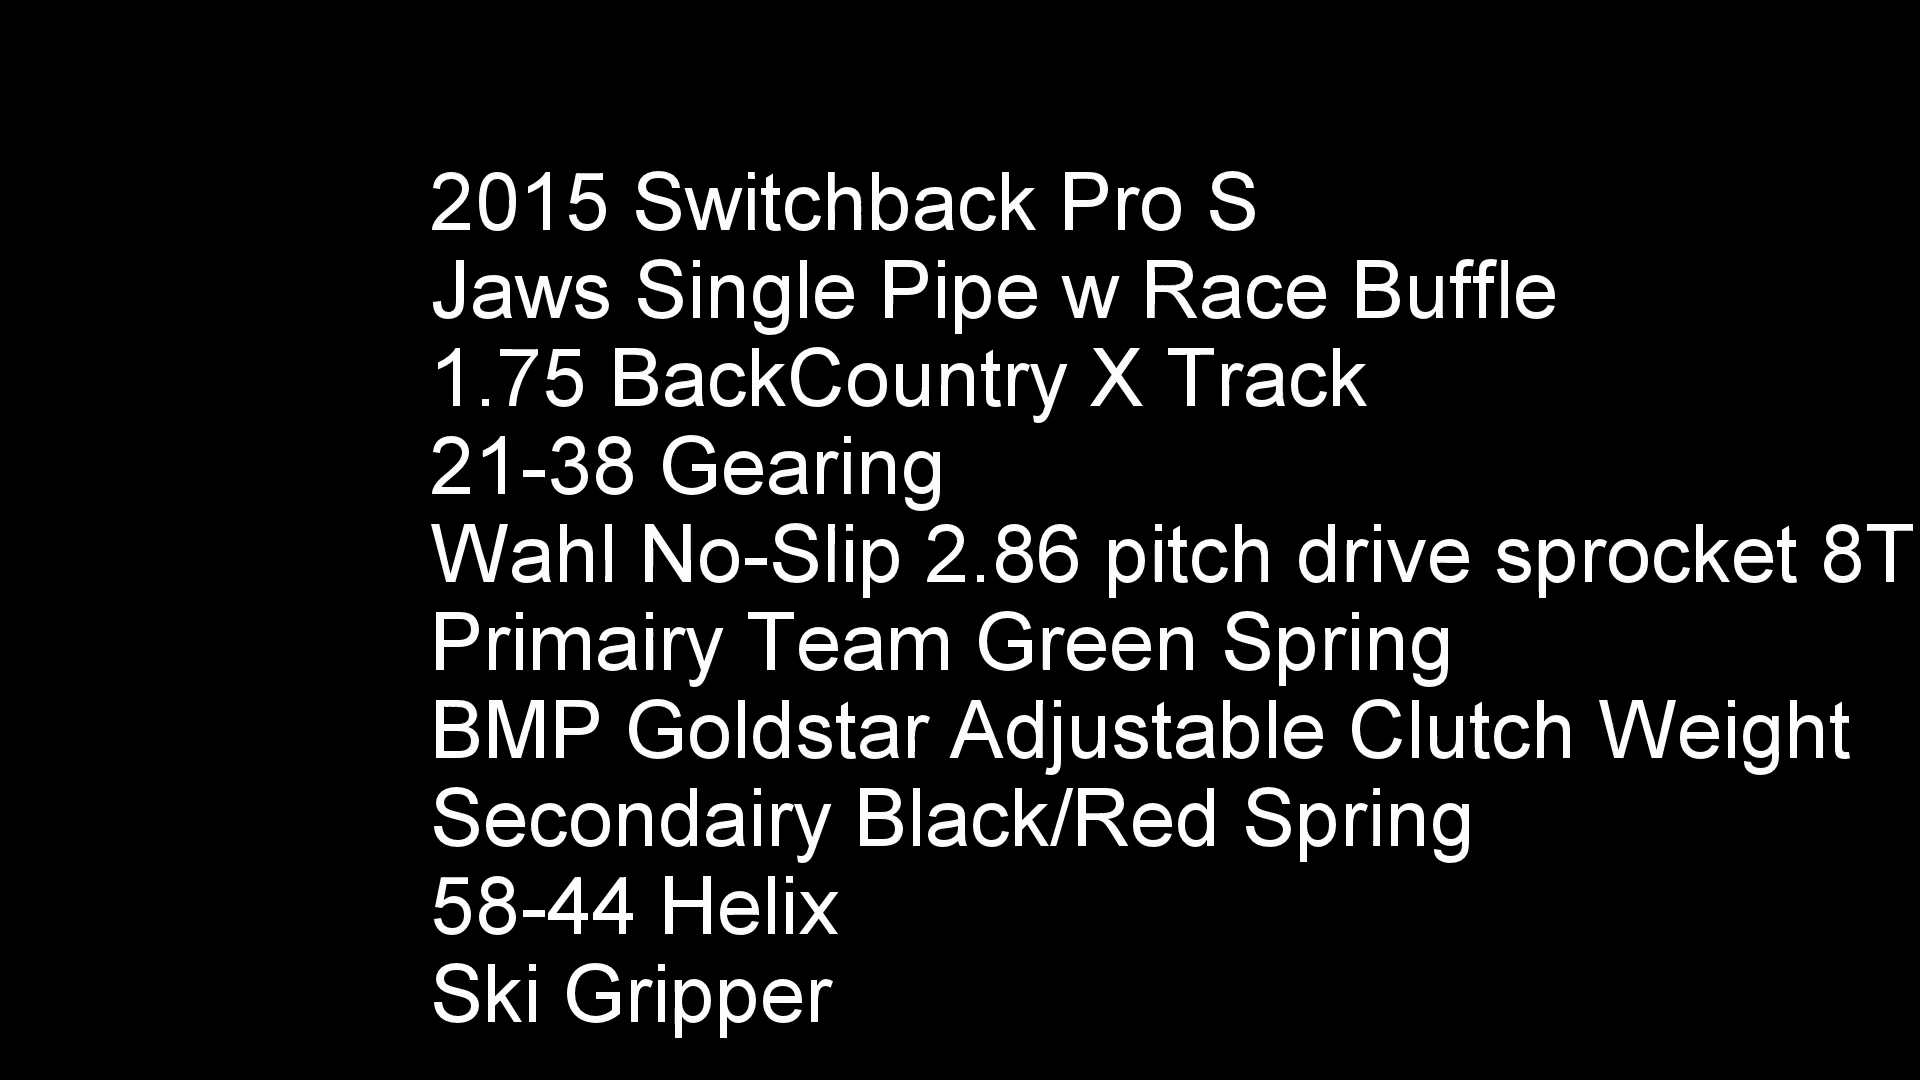 2015 Switchback Pro S
Jaws Single Pipe w Race Buffle
1.75 BackCountry X Track
21-38 Gearing
Wahl No-Slip 2.86 pitch drive sprocket 8T
Primairy Team Green Spring
BMP Goldstar Adjustable Clutch Weight
Secondairy Black/Red Spring
58-44 Helix
Ski Gripper